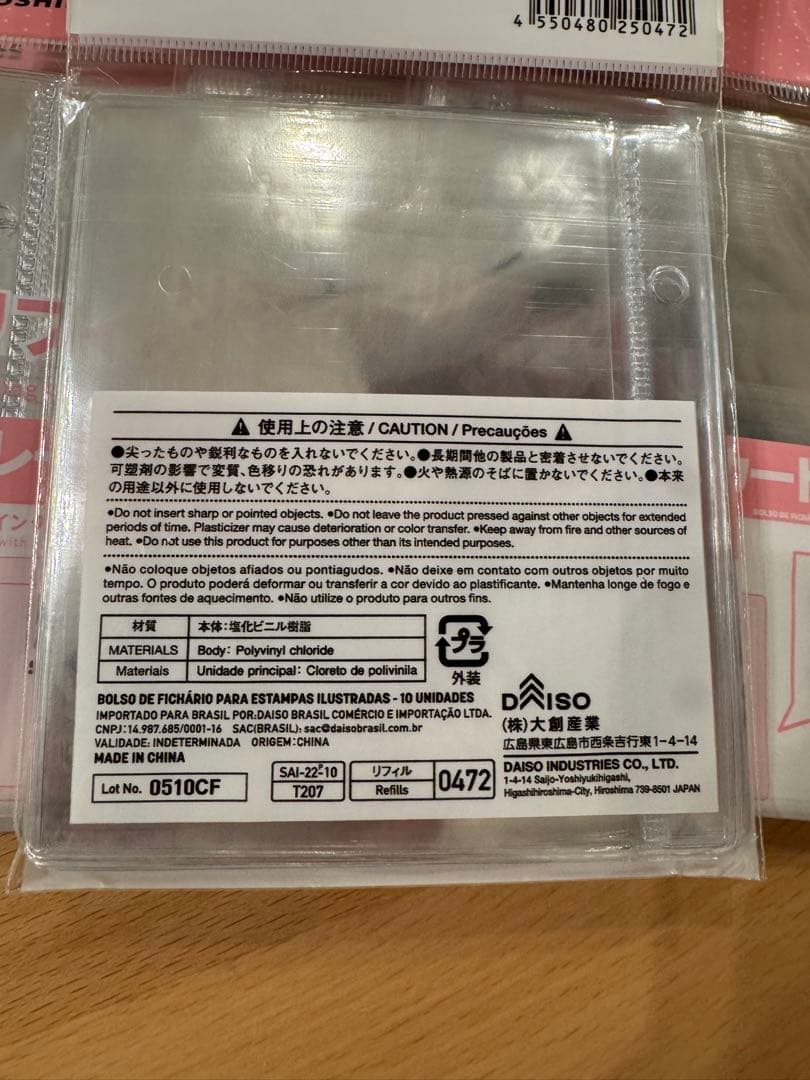 4 550480 250472
⚠ 使用上の注意 / CAUTION / Precauções ⚠
●尖ったものや鋭利なものを入れないでください。●長期間他の製品と密着させないでください。
可塑剤の影響で変質、色移りの恐れがあります。●火や熱源のそばに置かないでください。●本来
の用途以外に使用しないでください。
●Do not insert sharp or pointed objects. ●Do not leave the product pressed against other objects for extended
periods of time. Plasticizer may cause deterioration or color transfer. ●Keep away from fire and other sources of
heat. ●Do not use this product for purposes other than its intended purposes.
●Não coloque objetos afiados ou pontiagudos. ●Não deixe em contato com outros objetos por muito
tempo. O produto poderá deformar ou transferir a cor devido ao plastificante. ●Mantenha longe de fogo e
outras fontes de aquecimento. ●Não utilize o produto para outros fins.
材質 本体：塩化ビニル樹脂
MATERIALS Body: Polyvinyl chloride
Materiais Unidade principal: Cloreto de polivinila
プラ
外装
BOLSO DE FICHÁRIO PARA ESTAMPAS ILUSTRADAS - 10 UNIDADES
IMPORTADO PARA BRASIL POR:DAISO BRASIL COMÉRCIO E IMPORTAÇÃO LTDA.
CNPJ:14.987.685/0001-16 SAC(BRASIL): sac@daisobrasil.com.br
VALIDADE: INDETERMINADA ORIGEM:CHINA
MADE IN CHINA
Lot No. 0510CF
SAI-22-P-10
T207
リフィル
Refills
0472
DAISO
(株)大創産業
広島県東広島市西条吉行東1-4-14
DAISO INDUSTRIES CO., LTD.
1-4-14 Saijo-Yoshiyukihigashi,
Higashihiroshima-City, Hiroshima 739-8501 JAPAN